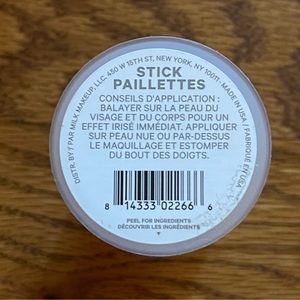 DISTR. BY / PAR MILK MAKEUP, LLC. 450 W 15TH ST, NEW YORK, NY 10011 - MADE IN USA / FABRIQUÉ EN USA
STICK
PAILLETTES
CONSEILS D'APPLICATION :
BALAYER SUR LA PEAU DU
VISAGE ET DU CORPS POUR UN
EFFET IRISÉ IMMÉDIAT. APPLIQUER
SUR PEAU NUE OU PAR-DESSUS
LE MAQUILLAGE ET ESTOMPER
DU BOUT DES DOIGTS.
8 14333 02266 6
PEEL FOR INGREDIENTS
DÉCOUVRIR LES INGRÉDIENTS